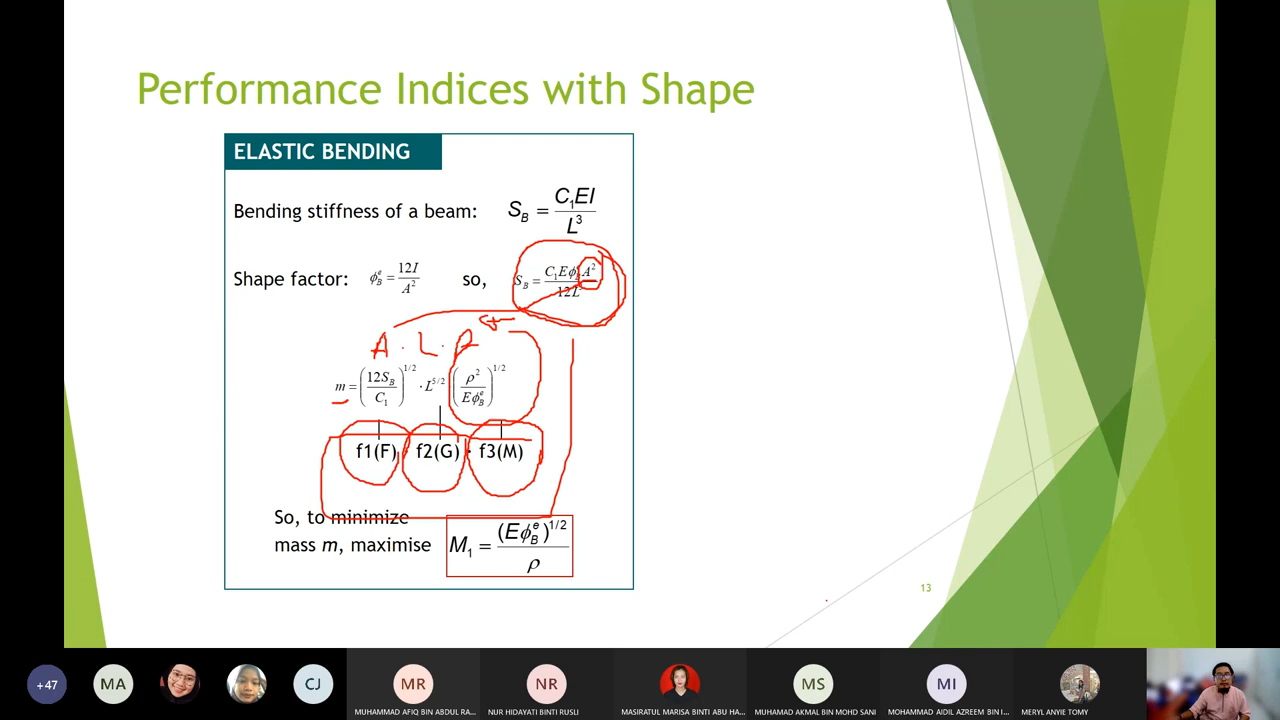 Performance Indices with Shape
ELASTIC BENDING
Bending stiffness of a beam: S_B = C₁EI / L³
Shape factor: ϕ_B^e = 12I / A² so, S_B = C₁Eϕ_B A² / 12L
A · L · ρ
m = (12S_B / C₁)^1/2 · L^5/2 (ρ² / Eϕ_B^e)^1/2
f1(F) f2(G) · f3(M)
So, to minimize
mass m, maximise M₁ = (Eϕ_B^e)^1/2 / ρ
13
+47 MA CJ MR NR MS MI
MUHAMMAD AFIQ BIN ABDUL RA... NUR HIDAYATI BINTI RUSLI MASIRATUL MARISA BINTI ABU HA... MUHAMAD AKMAL BIN MOHD SANI MOHAMMAD AIDIL AZREEM BIN I... MERYL ANYIE TOMY